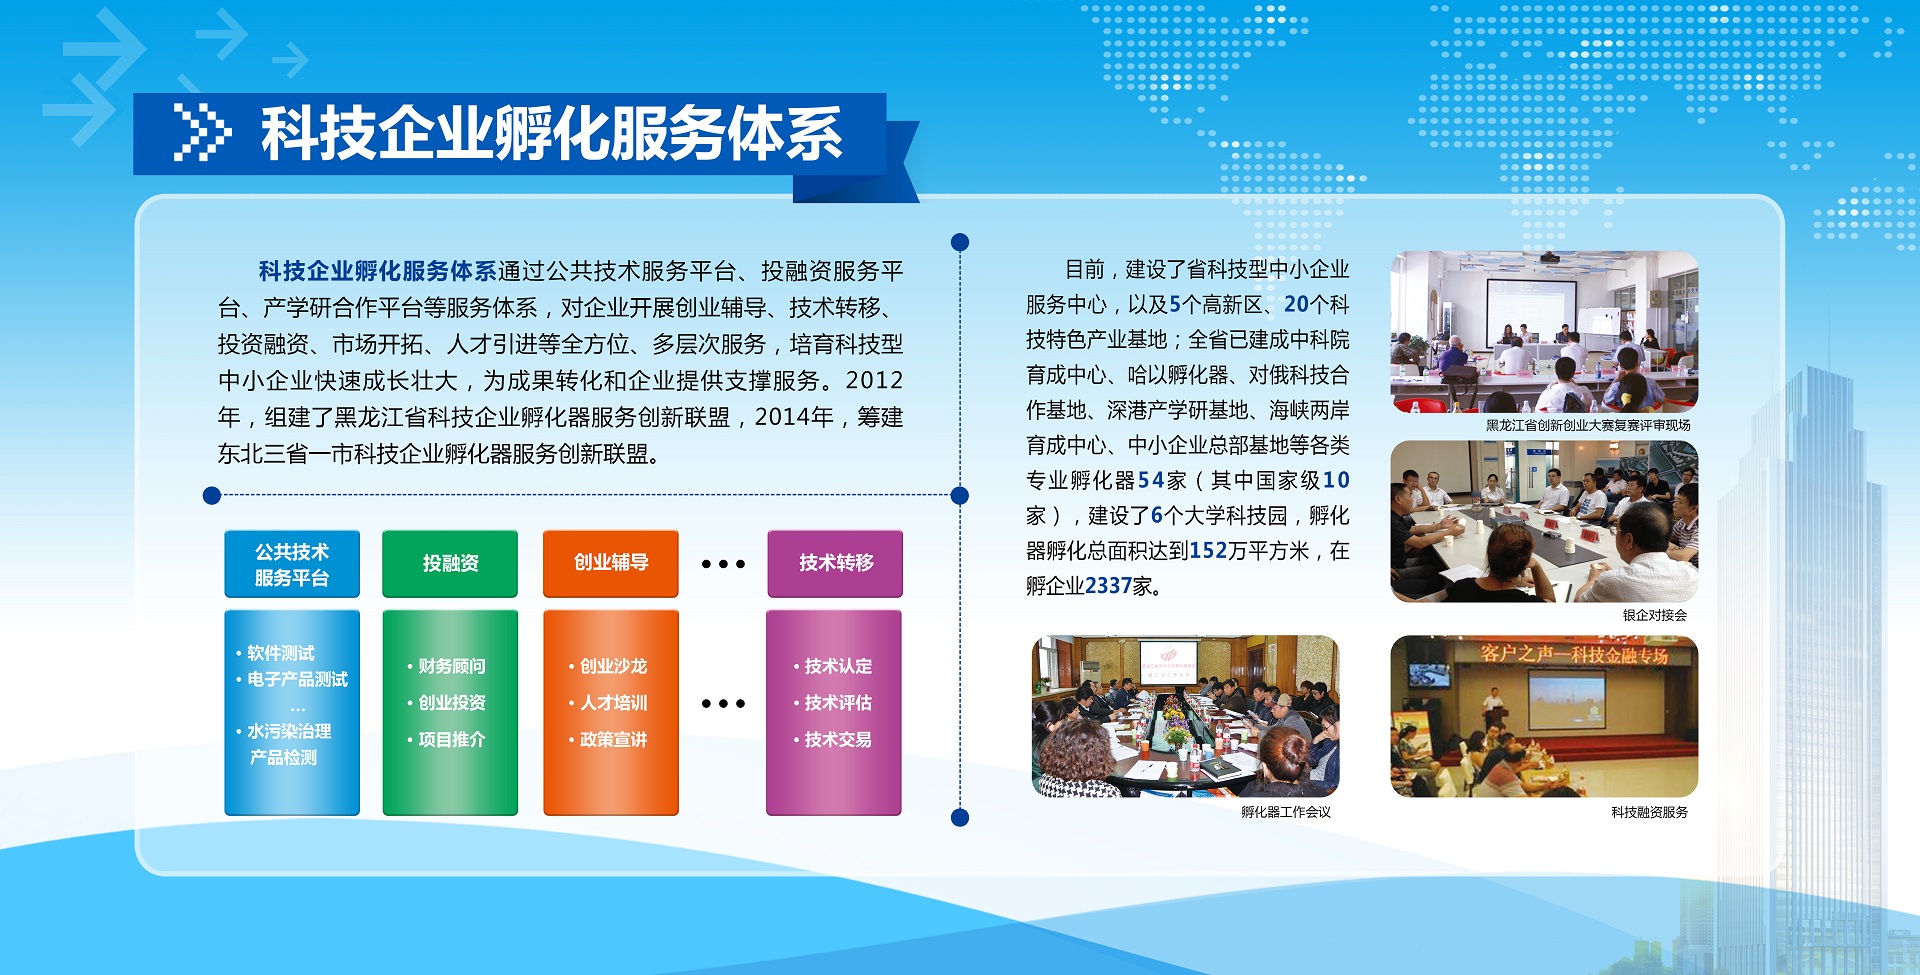 科技企业孵化服务体系
科技企业孵化服务体系通过公共技术服务平台、投融资服务平
台、产学研合作平台等服务体系，对企业开展创业辅导、技术转移、
投资融资、市场开拓、人才引进等全方位、多层次服务，培育科技型
中小企业快速成长壮大，为成果转化和企业提供支撑服务。2012
年，组建了黑龙江省科技企业孵化器服务创新联盟，2014年，筹建
东北三省一市科技企业孵化器服务创新联盟。
公共技术
服务平台
投融资
创业辅导
•••
技术转移
• 软件测试
• 电子产品测试
...
• 水污染治理
产品检测
• 财务顾问
• 创业投资
• 项目推介
• 创业沙龙
• 人才培训
• 政策宣讲
•••
• 技术认定
• 技术评估
• 技术交易
目前，建设了省科技型中小企业
服务中心，以及5个高新区、20个科
技特色产业基地；全省已建成中科院
育成中心、哈以孵化器、对俄科技合
作基地、深港产学研基地、海峡两岸
育成中心、中小企业总部基地等各类
专业孵化器54家（其中国家级10
家），建设了6个大学科技园，孵化
器孵化总面积达到152万平方米，在
孵企业2337家。
黑龙江省创新创业大赛复赛评审现场
银企对接会
孵化器工作会议
客户之声—科技金融专场
科技融资服务